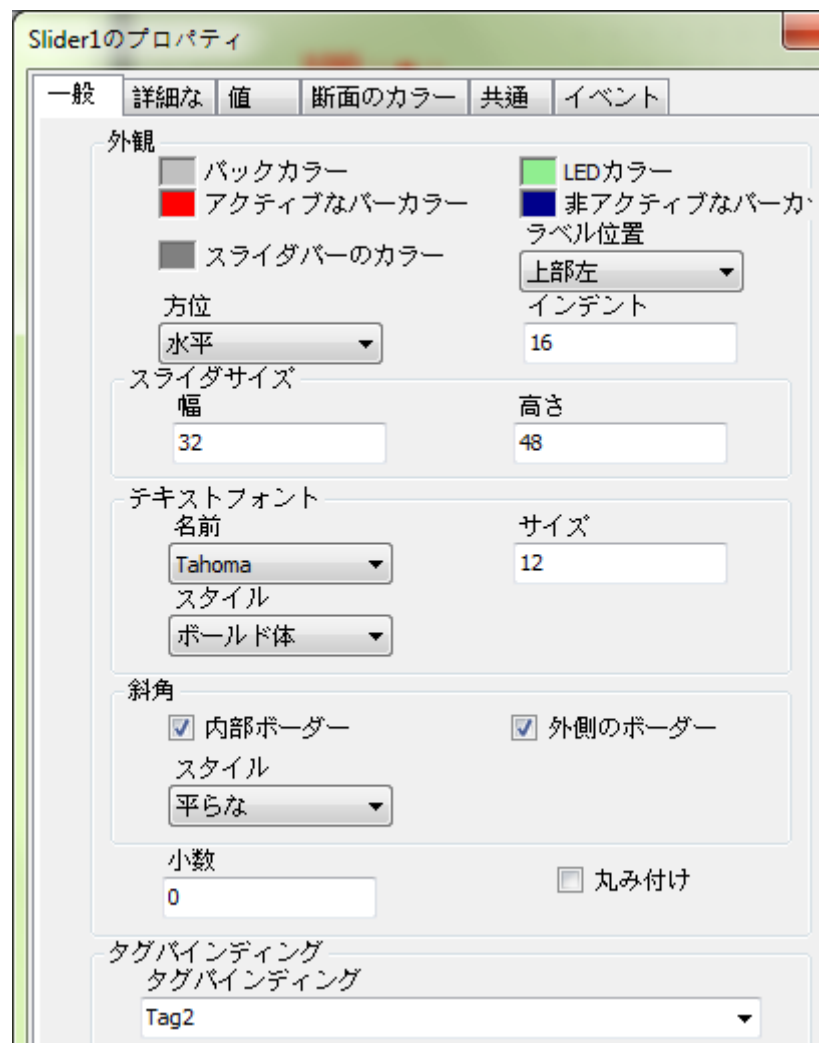 Slider1のプロパティ
一般 詳細な 値 断面のカラー 共通 イベント
外観
バックカラー LEDカラー
アクティブなバーカラー 非アクティブなバーカ
スライダバーのカラー ラベル位置
上部左
方位 インデント
水平 16
スライダサイズ
幅 高さ
32 48
テキストフォント
名前 サイズ
Tahoma 12
スタイル
ボールド体
斜角
内部ボーダー 外側のボーダー
スタイル
平らな
小数
0 丸み付け
タグバインディング
タグバインディング
Tag2